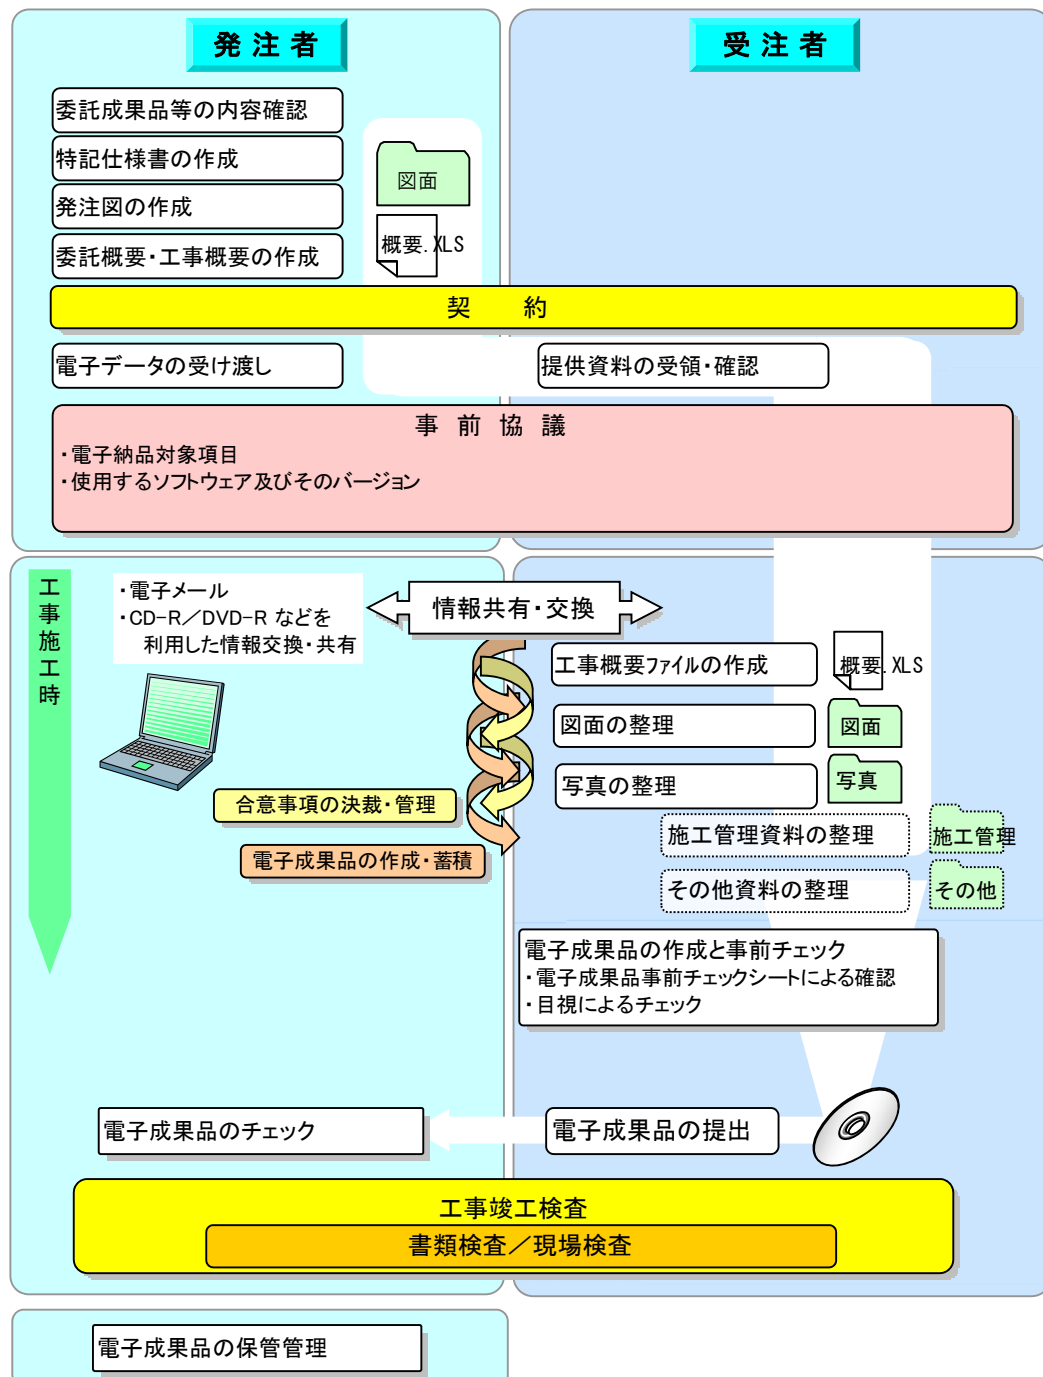 発注者
受注者
委託成果品等の内容確認
特記仕様書の作成
図面
発注図の作成
概要.XLS
委託概要・工事概要の作成
契　約
電子データの受け渡し
提供資料の受領・確認
事前協議
・電子納品対象項目
・使用するソフトウェア及びそのバージョン
工事施工時
・電子メール
・CD-R／DVD-R などを
利用した情報交換・共有
情報共有・交換
工事概要ファイルの作成
概要.XLS
図面の整理
図面
写真の整理
写真
合意事項の決裁・管理
施工管理資料の整理
施工管理
電子成果品の作成・蓄積
その他資料の整理
その他
電子成果品の作成と事前チェック
・電子成果品事前チェックシートによる確認
・目視によるチェック
電子成果品のチェック
電子成果品の提出
工事竣工検査
書類検査／現場検査
電子成果品の保管管理